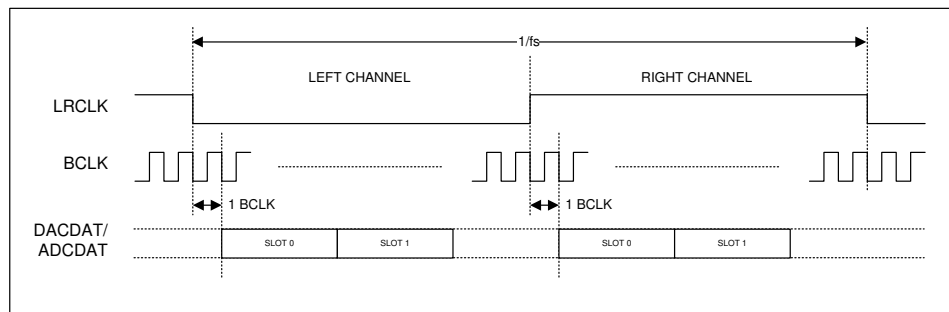 1/fs
LEFT CHANNEL
RIGHT CHANNEL
LRCLK
BCLK
1 BCLK
1 BCLK
DACDAT/
ADCDAT
SLOT 0
SLOT 1
SLOT 0
SLOT 1